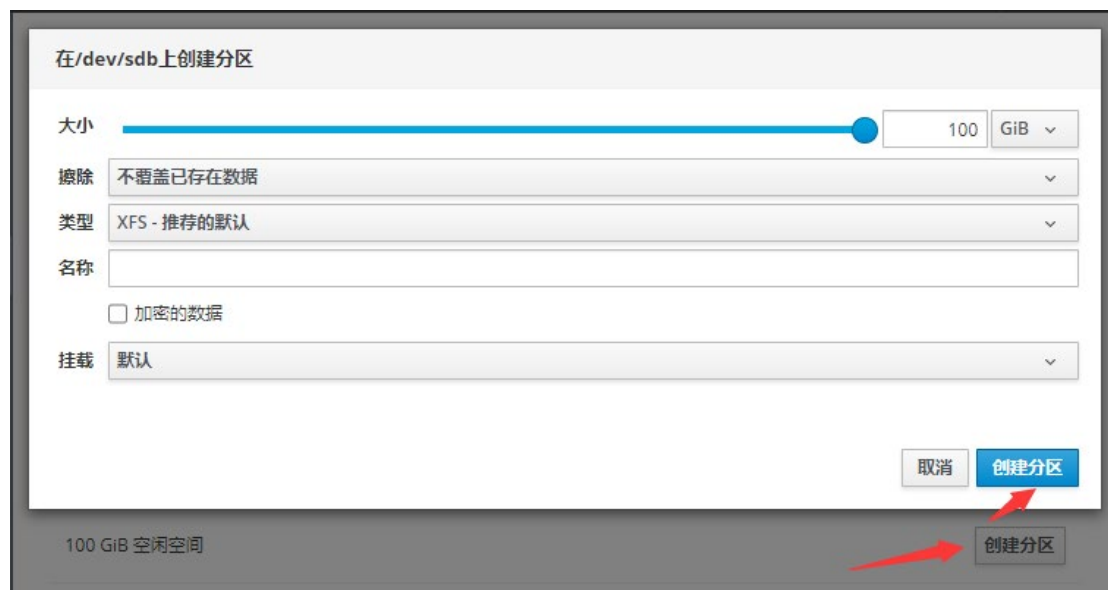 在/dev/sdb上创建分区
大小 100 GiB
擦除 不覆盖已存在数据
类型 XFS - 推荐的默认
名称
加密的数据
挂载 默认
取消 创建分区
100 GiB 空闲空间 创建分区